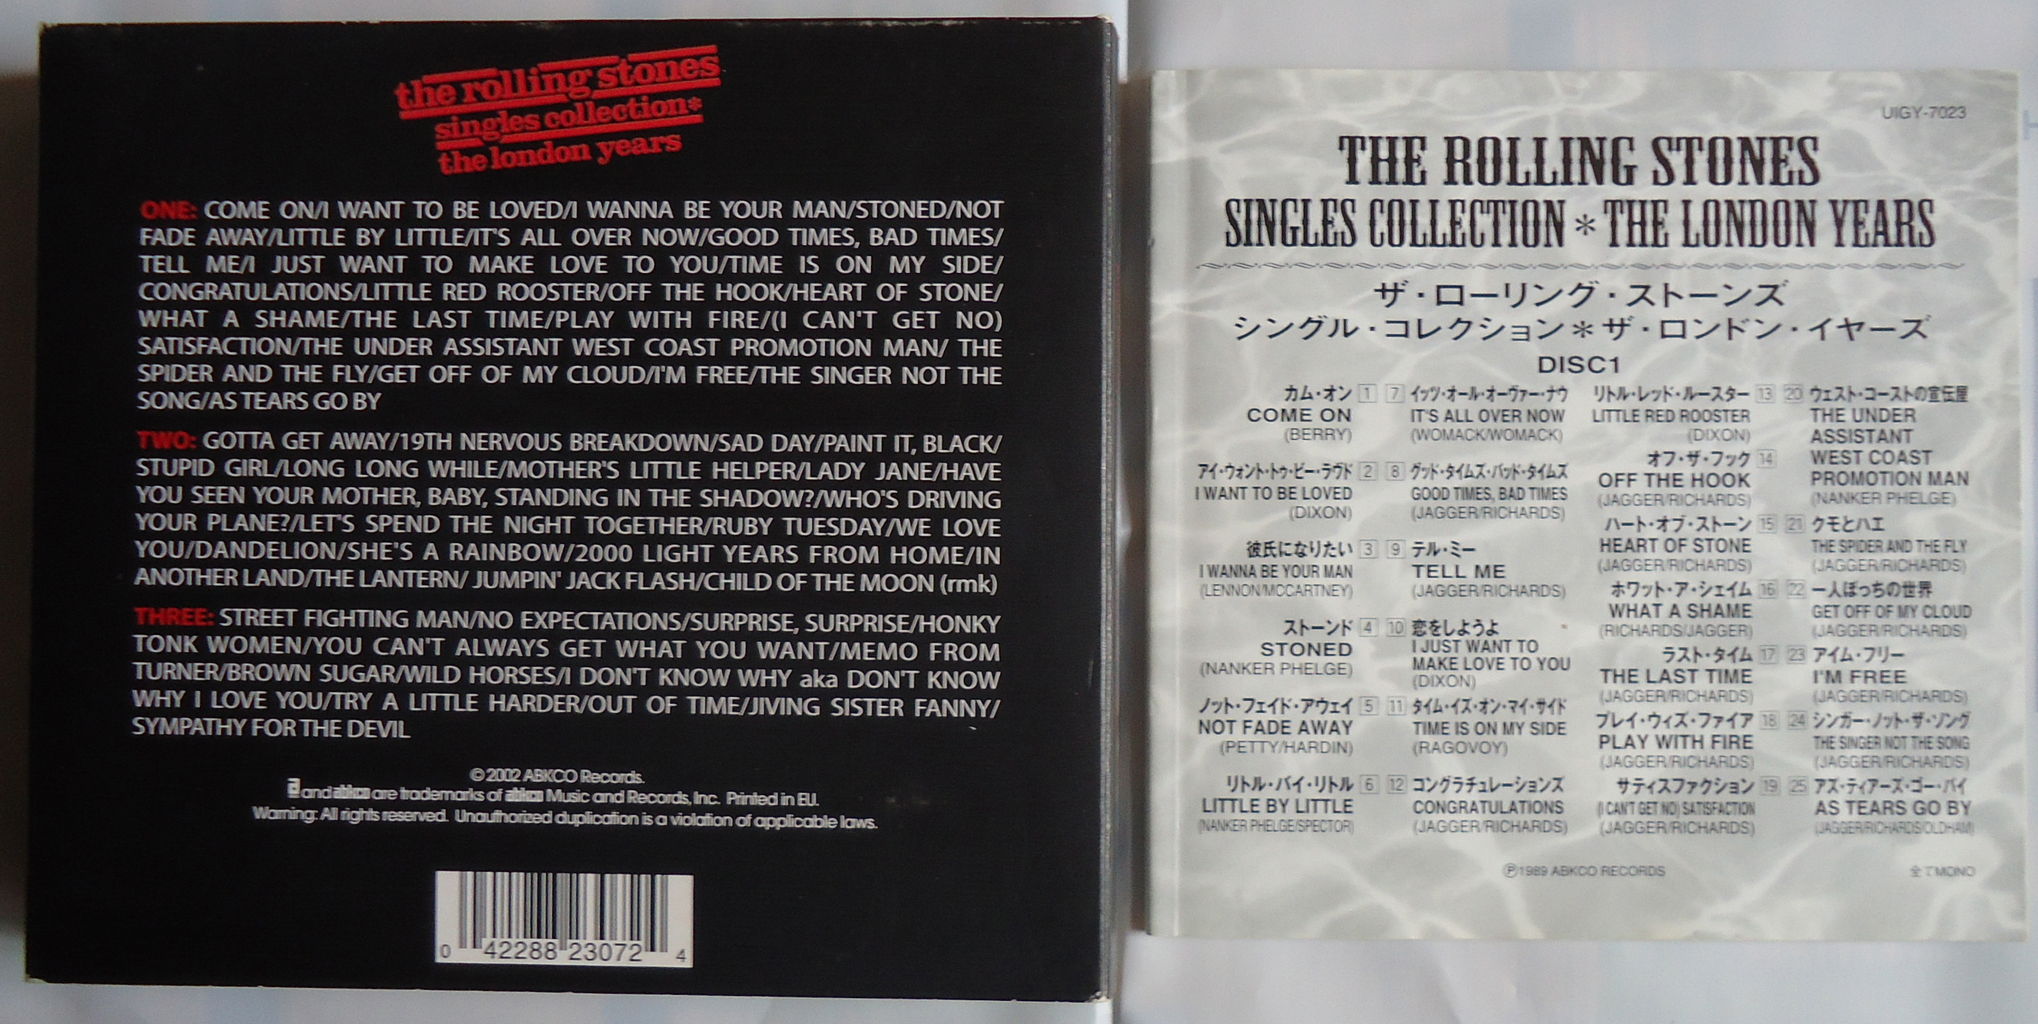 the rolling stones
singles collection*
the london years
ONE: COME ON/I WANT TO BE LOVED/I WANNA BE YOUR MAN/STONED/NOT
FADE AWAY/LITTLE BY LITTLE/IT'S ALL OVER NOW/GOOD TIMES, BAD TIMES/
TELL ME/I JUST WANT TO MAKE LOVE TO YOU/TIME IS ON MY SIDE/
CONGRATULATIONS/LITTLE RED ROOSTER/OFF THE HOOK/HEART OF STONE/
WHAT A SHAME/THE LAST TIME/PLAY WITH FIRE/(I CAN'T GET NO)
SATISFACTION/THE UNDER ASSISTANT WEST COAST PROMOTION MAN/ THE
SPIDER AND THE FLY/GET OFF OF MY CLOUD/I'M FREE/THE SINGER NOT THE
SONG/AS TEARS GO BY
TWO: GOTTA GET AWAY/19TH NERVOUS BREAKDOWN/SAD DAY/PAINT IT, BLACK/
STUPID GIRL/LONG LONG WHILE/MOTHER'S LITTLE HELPER/LADY JANE/HAVE
YOU SEEN YOUR MOTHER, BABY, STANDING IN THE SHADOW?/WHO'S DRIVING
YOUR PLANE?/LET'S SPEND THE NIGHT TOGETHER/RUBY TUESDAY/WE LOVE
YOU/DANDELION/SHE'S A RAINBOW/2000 LIGHT YEARS FROM HOME/IN
ANOTHER LAND/THE LANTERN/ JUMPIN' JACK FLASH/CHILD OF THE MOON (rmk)
THREE: STREET FIGHTING MAN/NO EXPECTATIONS/SURPRISE, SURPRISE/HONKY
TONK WOMEN/YOU CAN'T ALWAYS GET WHAT YOU WANT/MEMO FROM
TURNER/BROWN SUGAR/WILD HORSES/I DON'T KNOW WHY aka DON'T KNOW
WHY I LOVE YOU/TRY A LITTLE HARDER/OUT OF TIME/JIVING SISTER FANNY/
SYMPATHY FOR THE DEVIL
© 2002 ABKCO Records.
a and abkco are trademarks of abkco Music and Records, Inc. Printed in EU.
Warning: All rights reserved. Unauthorized duplication is a violation of applicable laws.
0 42288 23072 4
UIGY-7023
THE ROLLING STONES
SINGLES COLLECTION * THE LONDON YEARS
ザ・ローリング・ストーンズ
シングル・コレクション＊ザ・ロンドン・イヤーズ
DISC1
カム・オン 1
COME ON
(BERRY)
アイ・ウォント・トゥ・ビー・ラヴド 2
I WANT TO BE LOVED
(DIXON)
彼氏になりたい 3
I WANNA BE YOUR MAN
(LENNON/MCCARTNEY)
ストーンド 4
STONED
(NANKER PHELGE)
ノット・フェイド・アウェイ 5
NOT FADE AWAY
(PETTY/HARDIN)
リトル・バイ・リトル 6
LITTLE BY LITTLE
(NANKER PHELGE/SPECTOR)
7 イッツ・オール・オーヴァー・ナウ
IT'S ALL OVER NOW
(WOMACK/WOMACK)
8 グッド・タイムズ・バッド・タイムズ
GOOD TIMES, BAD TIMES
(JAGGER/RICHARDS)
9 テル・ミー
TELL ME
(JAGGER/RICHARDS)
10 恋をしようよ
I JUST WANT TO
MAKE LOVE TO YOU
(DIXON)
11 タイム・イズ・オン・マイ・サイド
TIME IS ON MY SIDE
(RAGOVOY)
12 コングラチュレーションズ
CONGRATULATIONS
(JAGGER/RICHARDS)
リトル・レッド・ルースター 13
LITTLE RED ROOSTER
(DIXON)
オフ・ザ・フック 14
OFF THE HOOK
(JAGGER/RICHARDS)
ハート・オブ・ストーン 15
HEART OF STONE
(JAGGER/RICHARDS)
ホワット・ア・シェイム 16
WHAT A SHAME
(RICHARDS/JAGGER)
ラスト・タイム 17
THE LAST TIME
(JAGGER/RICHARDS)
プレイ・ウィズ・ファイア 18
PLAY WITH FIRE
(JAGGER/RICHARDS)
サティスファクション 19
(I CAN'T GET NO) SATISFACTION
(JAGGER/RICHARDS)
20 ウェスト・コーストの宣伝屋
THE UNDER
ASSISTANT
WEST COAST
PROMOTION MAN
(NANKER PHELGE)
21 クモとハエ
THE SPIDER AND THE FLY
(JAGGER/RICHARDS)
22 一人ぼっちの世界
GET OFF OF MY CLOUD
(JAGGER/RICHARDS)
23 アイム・フリー
I'M FREE
(JAGGER/RICHARDS)
24 シンガー・ノット・ザ・ソング
THE SINGER NOT THE SONG
(JAGGER/RICHARDS)
25 アズ・ティアーズ・ゴー・バイ
AS TEARS GO BY
(JAGGER/RICHARDS/OLDHAM)
℗1989 ABKCO RECORDS
全てMONO